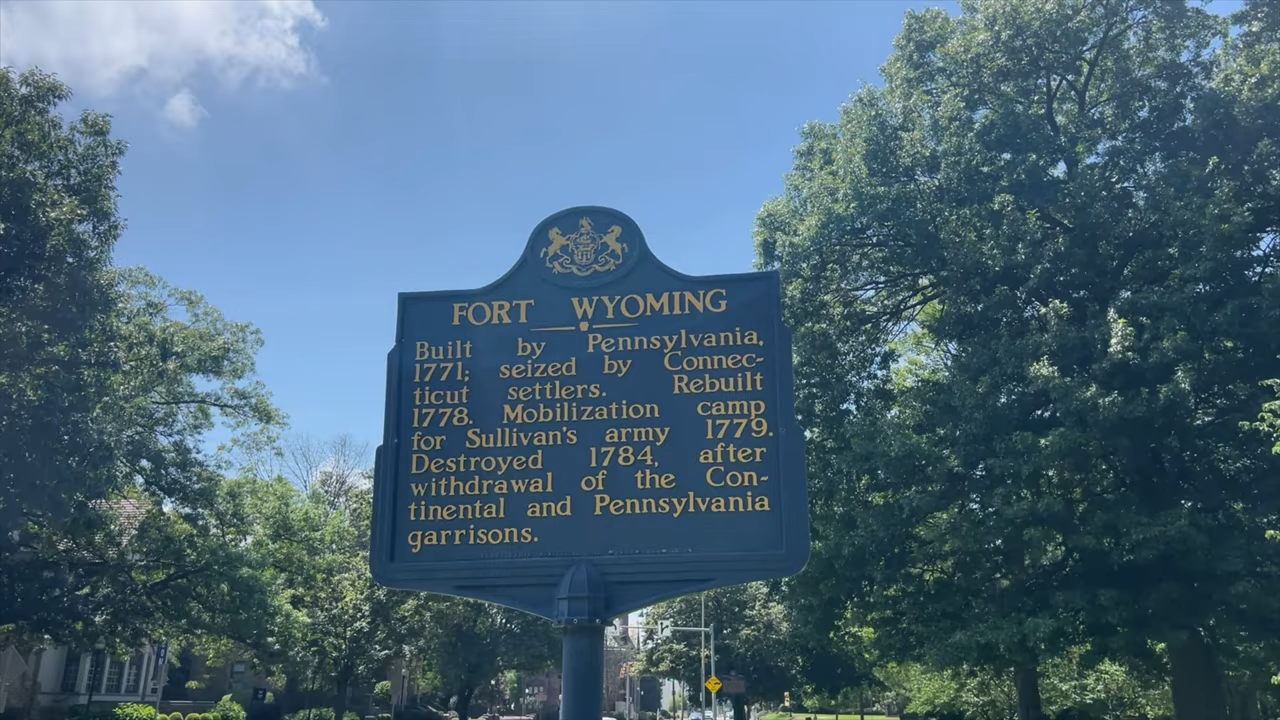 FORT WYOMING
Built by Pennsylvania,
1771; seized by Connec-
ticut settlers. Rebuilt
1778. Mobilization camp
for Sullivan's army 1779.
Destroyed 1784, after
withdrawal of the Con-
tinental and Pennsylvania
garrisons.